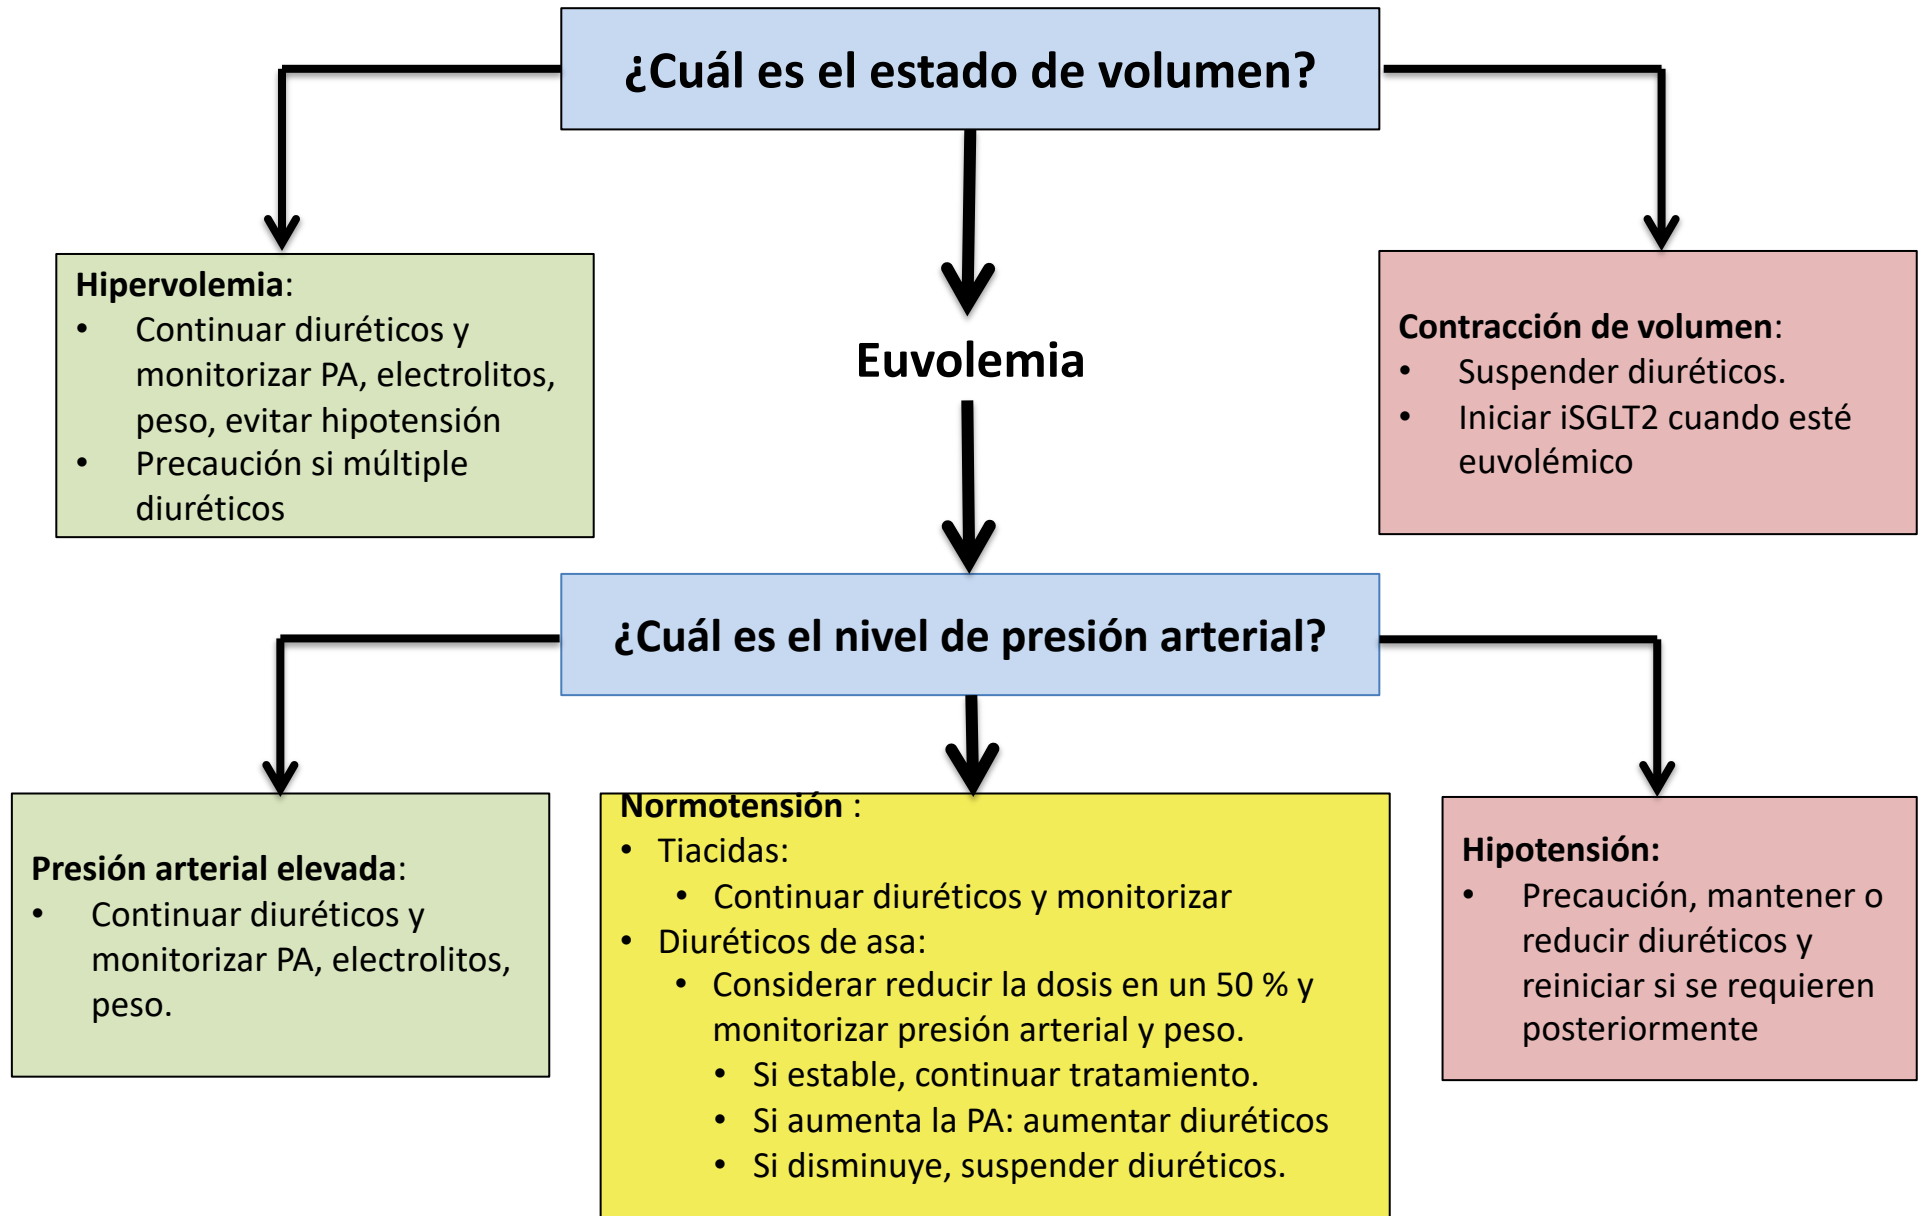 ¿Cuál es el estado de volumen?
Hipervolemia:
• Continuar diuréticos y
monitorizar PA, electrolitos,
peso, evitar hipotensión
• Precaución si múltiple
diuréticos
Euvolemia
Contracción de volumen:
• Suspender diuréticos.
• Iniciar iSGLT2 cuando esté
euvolémico
¿Cuál es el nivel de presión arterial?
Presión arterial elevada:
• Continuar diuréticos y
monitorizar PA, electrolitos,
peso.
Normotensión :
• Tiacidas:
• Continuar diuréticos y monitorizar
• Diuréticos de asa:
• Considerar reducir la dosis en un 50 % y
monitorizar presión arterial y peso.
• Si estable, continuar tratamiento.
• Si aumenta la PA: aumentar diuréticos
• Si disminuye, suspender diuréticos.
Hipotensión:
• Precaución, mantener o
reducir diuréticos y
reiniciar si se requieren
posteriormente